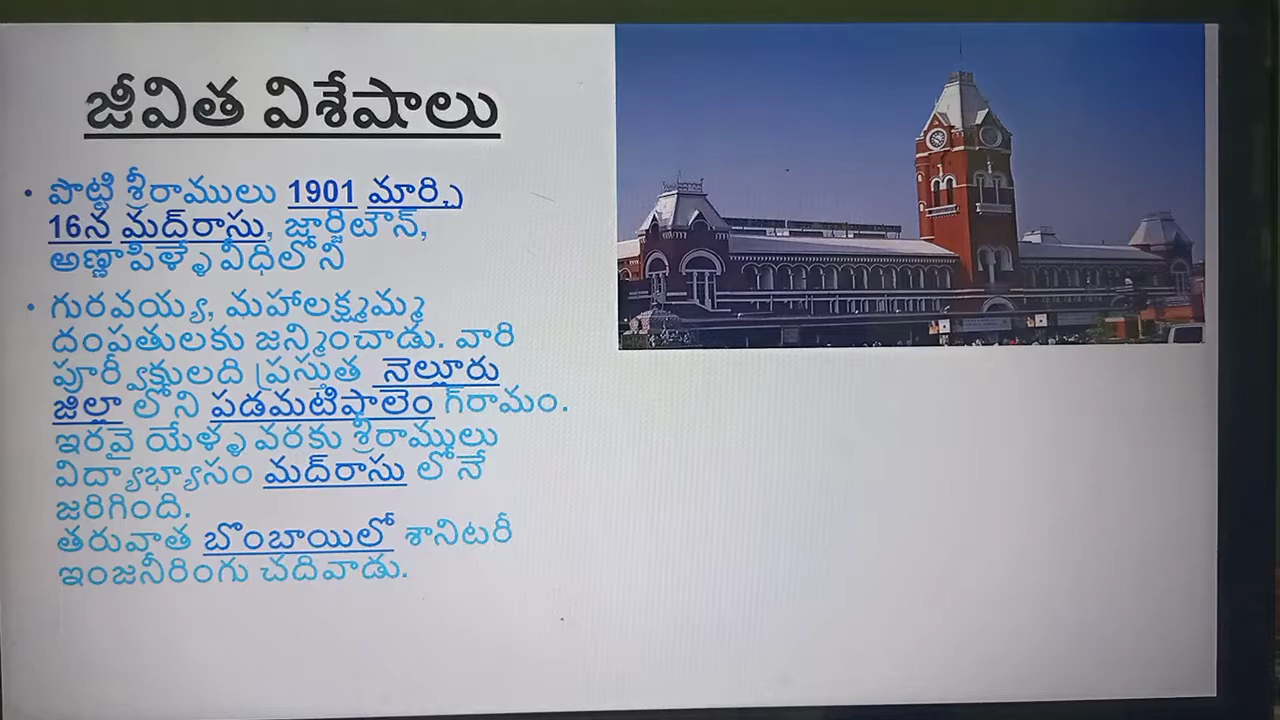 జీవిత విశేషాలు
• పొట్టి శ్రీరాములు 1901 మార్చి
16న మద్‌రాసు, జార్జిటౌన్,
అణ్ణాపిళ్ళె వీధిలోని
• గురవయ్య, మహాలక్ష్మమ్మ
దంపతులకు జన్మించాడు. వారి
పూర్వీకులది ప్రస్తుత నెల్లూరు
జిల్లా లోని పడమటిపాలెం గ్‌రామం.
ఇరవై యేళ్ళ వరకు శ్రీరాములు
విద్యాభ్యాసం మద్‌రాసు లోనే
జరిగింది.
తరువాత బొంబాయిలో శానిటరీ
ఇంజనీరింగు చదివాడు.